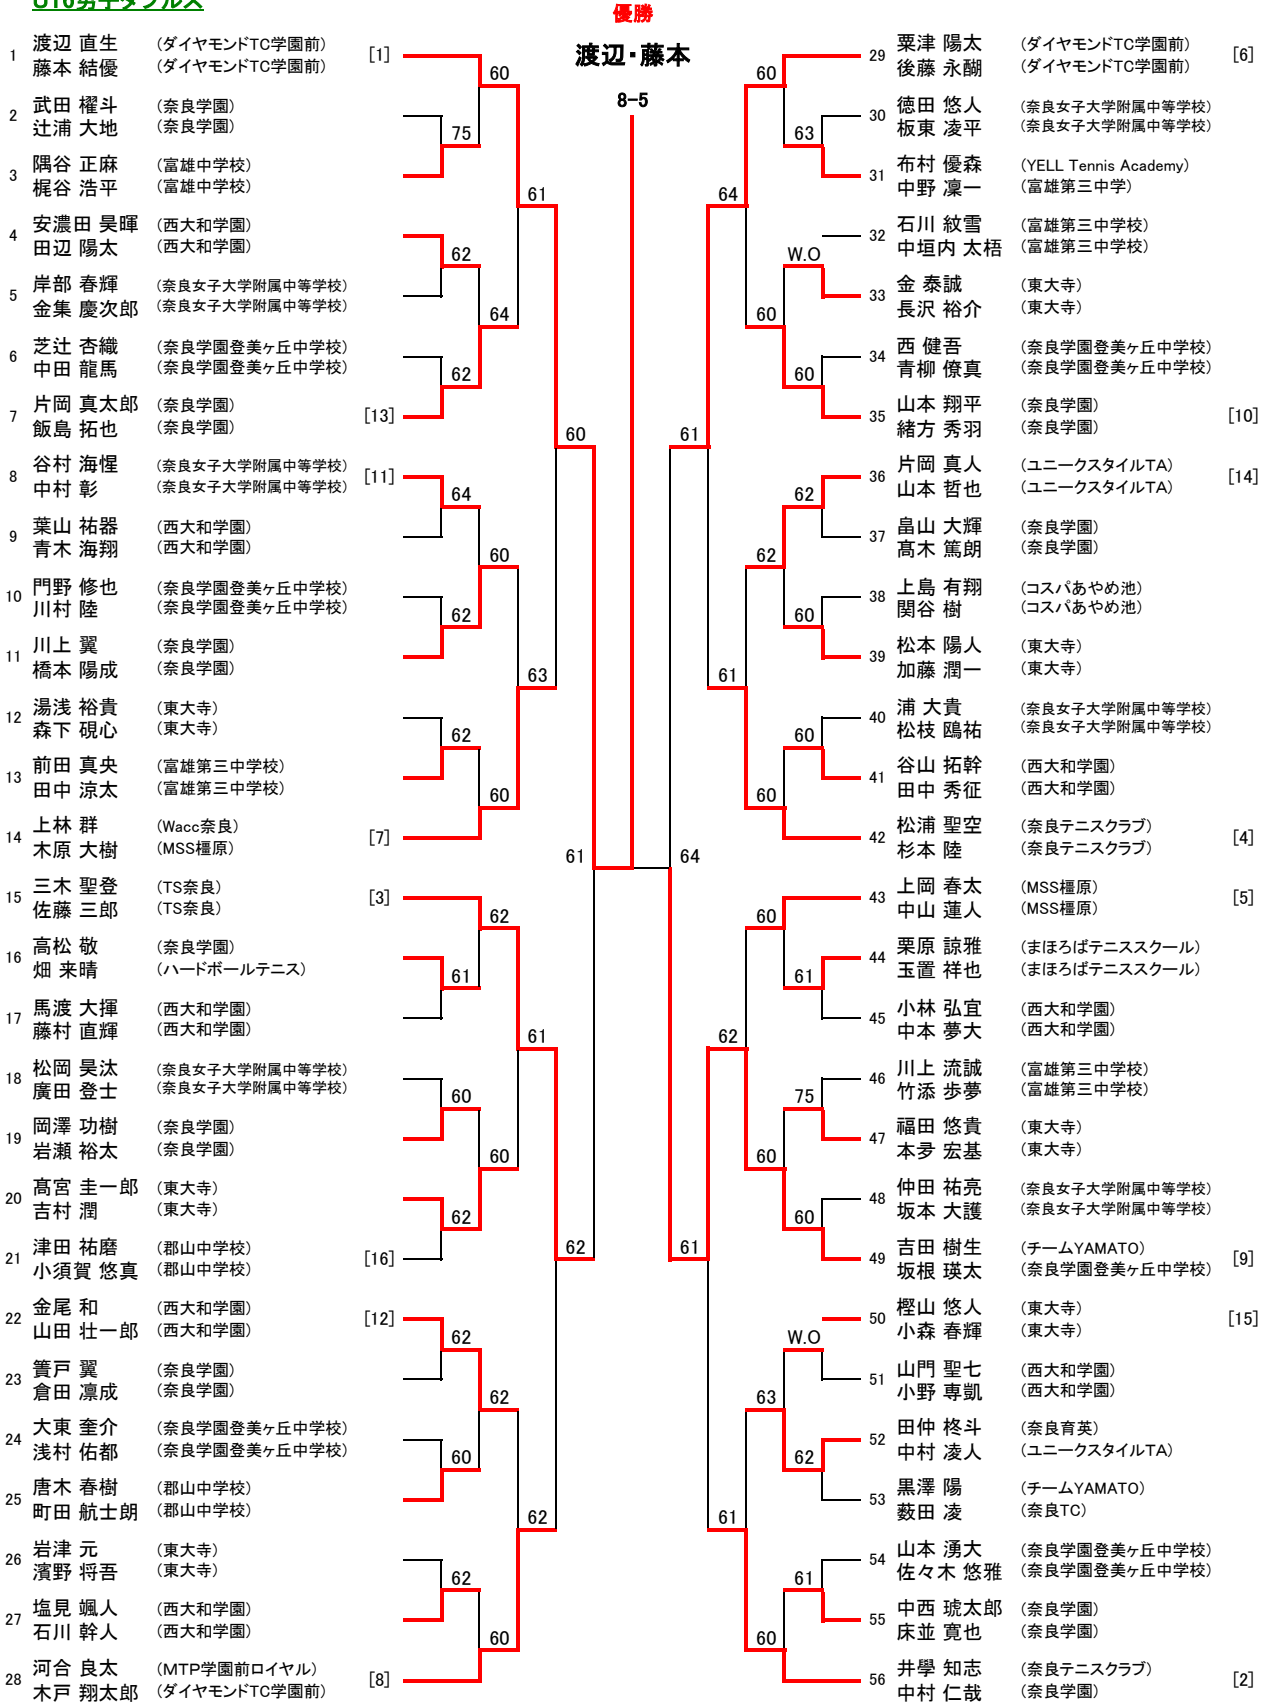 U16男子ダブルス
優勝
渡辺・藤本
8-5
1 渡辺 直生 (ダイヤモンドTC学園前) [1]
藤本 結優 (ダイヤモンドTC学園前)
60
2 武田 櫂斗 (奈良学園)
辻浦 大地 (奈良学園)
75
3 隅谷 正麻 (富雄中学校)
梶谷 浩平 (富雄中学校)
61
4 安濃田 昊暉 (西大和学園)
田辺 陽太 (西大和学園)
62
5 岸部 春輝 (奈良女子大学附属中等学校)
金集 慶次郎 (奈良女子大学附属中等学校)
64
6 芝辻 杏織 (奈良学園登美ヶ丘中学校)
中田 龍馬 (奈良学園登美ヶ丘中学校)
62
7 片岡 真太郎 (奈良学園) [13]
飯島 拓也 (奈良学園)
60
8 谷村 海惺 (奈良女子大学附属中等学校) [11]
中村 彰 (奈良女子大学附属中等学校)
64
9 葉山 祐器 (西大和学園)
青木 海翔 (西大和学園)
60
10 門野 修也 (奈良学園登美ヶ丘中学校)
川村 陸 (奈良学園登美ヶ丘中学校)
62
11 川上 翼 (奈良学園)
橋本 陽成 (奈良学園)
63
12 湯浅 裕貴 (東大寺)
森下 硯心 (東大寺)
62
13 前田 真央 (富雄第三中学校)
田中 涼太 (富雄第三中学校)
60
14 上林 群 (Wacc奈良) [7]
木原 大樹 (MSS橿原)
61
15 三木 聖登 (TS奈良) [3]
佐藤 三郎 (TS奈良)
62
16 高松 敬 (奈良学園)
畑 来晴 (ハードボールテニス)
61
17 馬渡 大揮 (西大和学園)
藤村 直輝 (西大和学園)
61
18 松岡 昊汰 (奈良女子大学附属中等学校)
廣田 登士 (奈良女子大学附属中等学校)
60
19 岡澤 功樹 (奈良学園)
岩瀬 裕太 (奈良学園)
60
20 髙宮 圭一郎 (東大寺)
吉村 潤 (東大寺)
62
21 津田 祐磨 (郡山中学校) [16]
小須賀 悠真 (郡山中学校)
62
22 金尾 和 (西大和学園) [12]
山田 壮一郎 (西大和学園)
62
23 簀戸 翼 (奈良学園)
倉田 凛成 (奈良学園)
62
24 大東 奎介 (奈良学園登美ヶ丘中学校)
浅村 佑都 (奈良学園登美ヶ丘中学校)
60
25 唐木 春樹 (郡山中学校)
町田 航士朗 (郡山中学校)
62
26 岩津 元 (東大寺)
濱野 将吾 (東大寺)
62
27 塩見 颯人 (西大和学園)
石川 幹人 (西大和学園)
60
28 河合 良太 (MTP学園前ロイヤル) [8]
木戸 翔太郎 (ダイヤモンドTC学園前)
29 粟津 陽太 (ダイヤモンドTC学園前) [6]
後藤 永醐 (ダイヤモンドTC学園前)
60
30 徳田 悠人 (奈良女子大学附属中等学校)
板東 凌平 (奈良女子大学附属中等学校)
63
31 布村 優森 (YELL Tennis Academy)
中野 凜一 (富雄第三中学)
64
32 石川 紋雪 (富雄第三中学校)
中垣内 太梧 (富雄第三中学校)
W.O
33 金 泰誠 (東大寺)
長沢 裕介 (東大寺)
60
34 西 健吾 (奈良学園登美ヶ丘中学校)
青柳 僚真 (奈良学園登美ヶ丘中学校)
60
35 山本 翔平 (奈良学園) [10]
緒方 秀羽 (奈良学園)
61
36 片岡 真人 (ユニークスタイルTA) [14]
山本 哲也 (ユニークスタイルTA)
62
37 畠山 大輝 (奈良学園)
髙木 篤朗 (奈良学園)
62
38 上島 有翔 (コスパあやめ池)
関谷 樹 (コスパあやめ池)
60
39 松本 陽人 (東大寺)
加藤 潤一 (東大寺)
61
40 浦 大貴 (奈良女子大学附属中等学校)
松枝 鴎祐 (奈良女子大学附属中等学校)
60
41 谷山 拓幹 (西大和学園)
田中 秀征 (西大和学園)
60
42 松浦 聖空 (奈良テニスクラブ) [4]
杉本 陸 (奈良テニスクラブ)
64
43 上岡 春太 (MSS橿原) [5]
中山 蓮人 (MSS橿原)
60
44 栗原 諒雅 (まほろばテニススクール)
玉置 祥也 (まほろばテニススクール)
61
45 小林 弘宜 (西大和学園)
中本 夢大 (西大和学園)
62
46 川上 流誠 (富雄第三中学校)
竹添 歩夢 (富雄第三中学校)
75
47 福田 悠貴 (東大寺)
本夛 宏基 (東大寺)
60
48 仲田 祐亮 (奈良女子大学附属中等学校)
坂本 大護 (奈良女子大学附属中等学校)
60
49 吉田 樹生 (チームYAMATO) [9]
坂根 瑛太 (奈良学園登美ヶ丘中学校)
61
50 樫山 悠人 (東大寺) [15]
小森 春輝 (東大寺)
W.O
51 山門 聖七 (西大和学園)
小野 専凱 (西大和学園)
63
52 田仲 柊斗 (奈良育英)
中村 凌人 (ユニークスタイルTA)
62
53 黒澤 陽 (チームYAMATO)
薮田 凌 (奈良TC)
61
54 山本 湧大 (奈良学園登美ヶ丘中学校)
佐々木 悠雅 (奈良学園登美ヶ丘中学校)
61
55 中西 琥太郎 (奈良学園)
床並 寛也 (奈良学園)
60
56 井學 知志 (奈良テニスクラブ) [2]
中村 仁哉 (奈良学園)